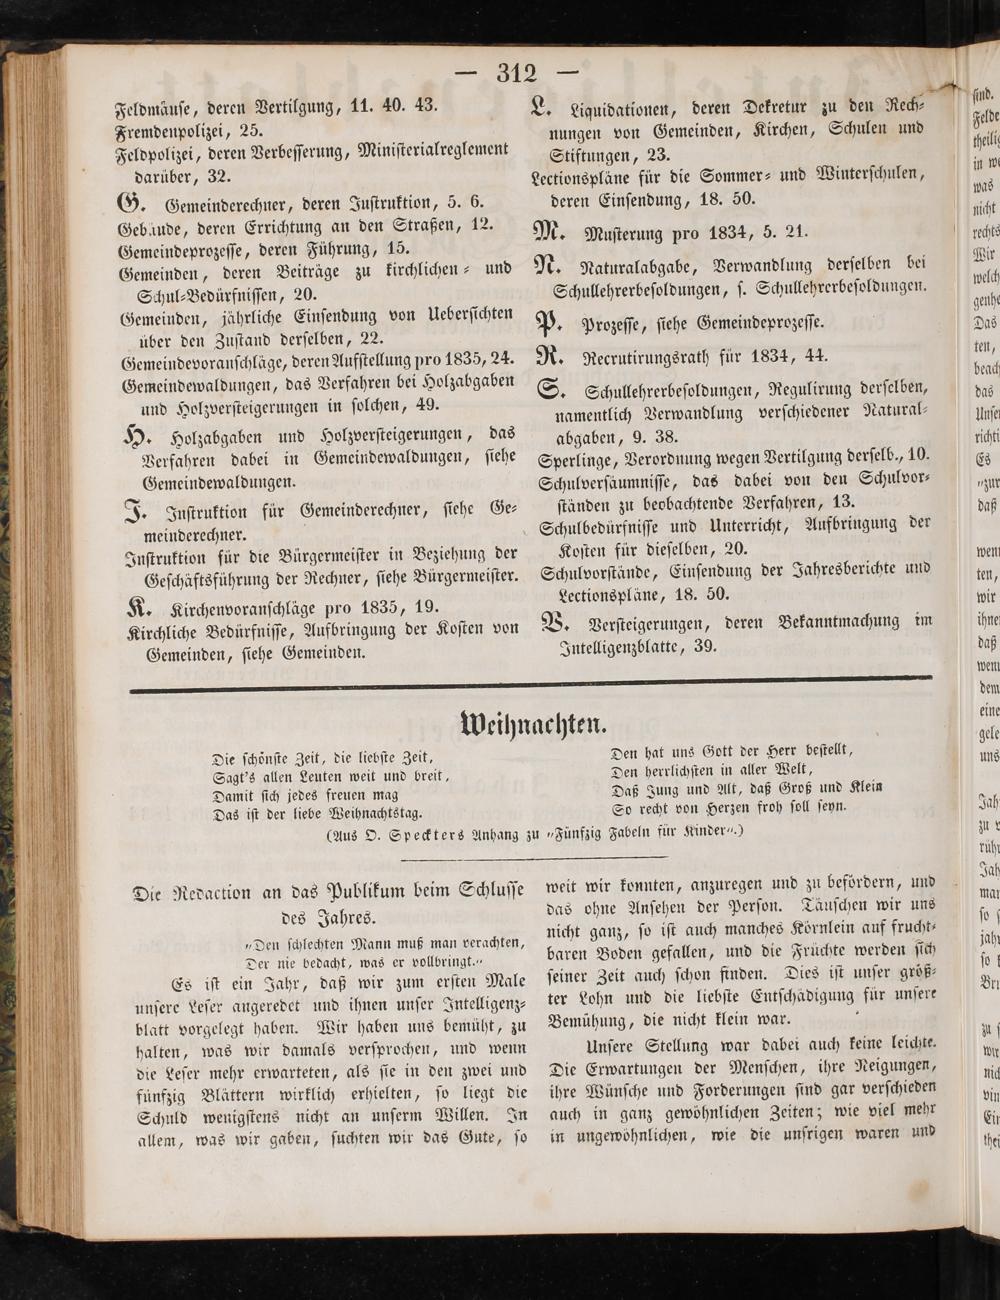 — 312 —
Feldmäuse, deren Vertilgung, 11. 40. 43.
Fremdenpolizei, 25.
Feldpolizei, deren Verbesserung, Ministerialreglement
darüber, 32.
G. Gemeinderechner, deren Instruktion, 5. 6.
Gebäude, deren Errichtung an den Straßen, 12.
Gemeindeprozesse, deren Führung, 15.
Gemeinden, deren Beiträge zu kirchlichen= und
Schul=Bedürfnissen, 20.
Gemeinden, jährliche Einsendung von Uebersichten
über den Zustand derselben, 22.
Gemeindevoranschläge, deren Aufstellung pro 1835, 24.
Gemeindewaldungen, das Verfahren bei Holzabgaben
und Holzversteigerungen in solchen, 49.
H. Holzabgaben und Holzversteigerungen, das
Verfahren dabei in Gemeindewaldungen, siehe
Gemeindewaldungen.
I. Instruktion für Gemeinderechner, siehe Ge=
meinderechner.
Instruktion für die Bürgermeister in Beziehung der
Geschäftsführung der Rechner, siehe Bürgermeister.
K. Kirchenvoranschläge pro 1835, 19.
Kirchliche Bedürfnisse, Aufbringung der Kosten von
Gemeinden, siehe Gemeinden.
L. Liquidationen, deren Dekretur zu den Rech=
nungen von Gemeinden, Kirchen, Schulen und
Stiftungen, 23.
Lectionspläne für die Sommer= und Winterschulen,
deren Einsendung, 18. 50.
M. Musterung pro 1834, 5. 21.
N. Naturalabgabe, Verwandlung derselben bei
Schullehrerbesoldungen, s. Schullehrerbesoldungen.
P. Prozesse, siehe Gemeindeprozesse.
R. Recrutirungsrath für 1834, 44.
S. Schullehrerbesoldungen, Regulirung derselben,
namentlich Verwandlung verschiedener Natural=
abgaben, 9. 38.
Sperlinge, Verordnung wegen Vertilgung derselb., 10.
Schulversäumnisse, das dabei von den Schulvor=
ständen zu beobachtende Verfahren, 13.
Schulbedürfnisse und Unterricht, Aufbringung der
Kosten für dieselben, 20.
Schulvorstände, Einsendung der Jahresberichte und
Lectionspläne, 18. 50.
V. Versteigerungen, deren Bekanntmachung im
Intelligenzblatte, 39.
Weihnachten.
Die schönste Zeit, die liebste Zeit,
Sagt's allen Leuten weit und breit,
Damit sich jedes freuen mag
Das ist der liebe Weihnachtstag.
Den hat uns Gott der Herr bestellt,
Den herrlichsten in aller Welt,
Daß Jung und Alt, daß Groß und Klein
So recht von Herzen froh soll seyn.
(Aus O. Speckters Anhang zu „Fünfzig Fabeln für Kinder“.)
Die Redaction an das Publikum beim Schlusse
des Jahres.
„Den schlechten Mann muß man verachten,
Der nie bedacht, was er vollbringt.“
Es ist ein Jahr, daß wir zum ersten Male
unsere Leser angeredet und ihnen unser Intelligenz=
blatt vorgelegt haben. Wir haben uns bemüht, zu
halten, was wir damals versprochen, und wenn
die Leser mehr erwarteten, als sie in den zwei und
fünfzig Blättern wirklich erhielten, so liegt die
Schuld wenigstens nicht an unserm Willen. In
allem, was wir gaben, suchten wir das Gute, so
weit wir konnten, anzuregen und zu befördern, und
das ohne Ansehen der Person. Täuschen wir uns
nicht ganz, so ist auch manches Körnlein auf frucht=
baren Boden gefallen, und die Früchte werden sich
seiner Zeit auch schon finden. Dies ist unser größ=
ter Lohn und die liebste Entschädigung für unsere
Bemühung, die nicht klein war.
Unsere Stellung war dabei auch keine leichte.
Die Erwartungen der Menschen, ihre Neigungen,
ihre Wünsche und Forderungen sind gar verschieden
auch in ganz gewöhnlichen Zeiten; wie viel mehr
in ungewöhnlichen, wie die unsrigen waren und